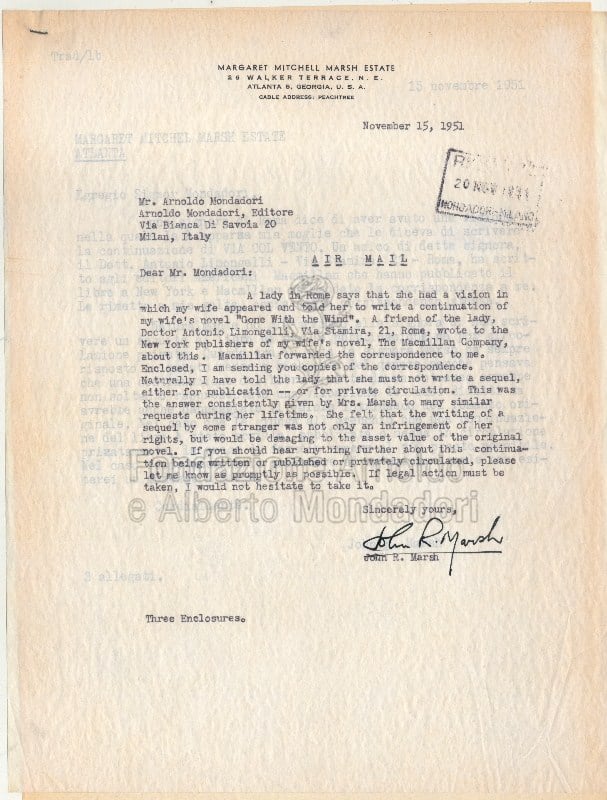 MARGARET MITCHELL MARSH ESTATE
26 WALKER TERRACE, N. E.
ATLANTA 5, GEORGIA, U. S. A.
CABLE ADDRESS: PEACHTREE
Trad/lb
15 novembre 1951
November 15, 1951
MARGARET MITCHEL MARSH ESTATE
ATLANTA
20 NOV 1951
MONDADORI-MILANO
Mr. Arnoldo Mondadori
Arnoldo Mondadori, Editore
Via Bianca Di Savoia 20
Milan, Italy
AIR MAIL
Dear Mr. Mondadori:
A lady in Rome says that she had a vision in
which my wife appeared and told her to write a continuation of
my wife's novel "Gone With the Wind". A friend of the lady,
Doctor Antonio Limongelli, Via Stamira, 21, Rome, wrote to the
New York publishers of my wife's novel, The Macmillan Company,
about this. Macmillan forwarded the correspondence to me.
Enclosed, I am sending you copies of the correspondence.
Naturally I have told the lady that she must not write a sequel,
either for publication -- or for private circulation. This was
the answer consistently given by Mrs. Marsh to many similar
requests during her lifetime. She felt that the writing of a
sequel by some stranger was not only an infringement of her
rights, but would be damaging to the asset value of the original
novel. If you should hear anything further about this continua-
tion being written or published or privately circulated, please
let me know as promptly as possible. If legal action must be
taken, I would not hesitate to take it.
e Alberto Mondadori
Sincerely yours,
John R. Marsh
John R. Marsh
3 allegati.
Three Enclosures.